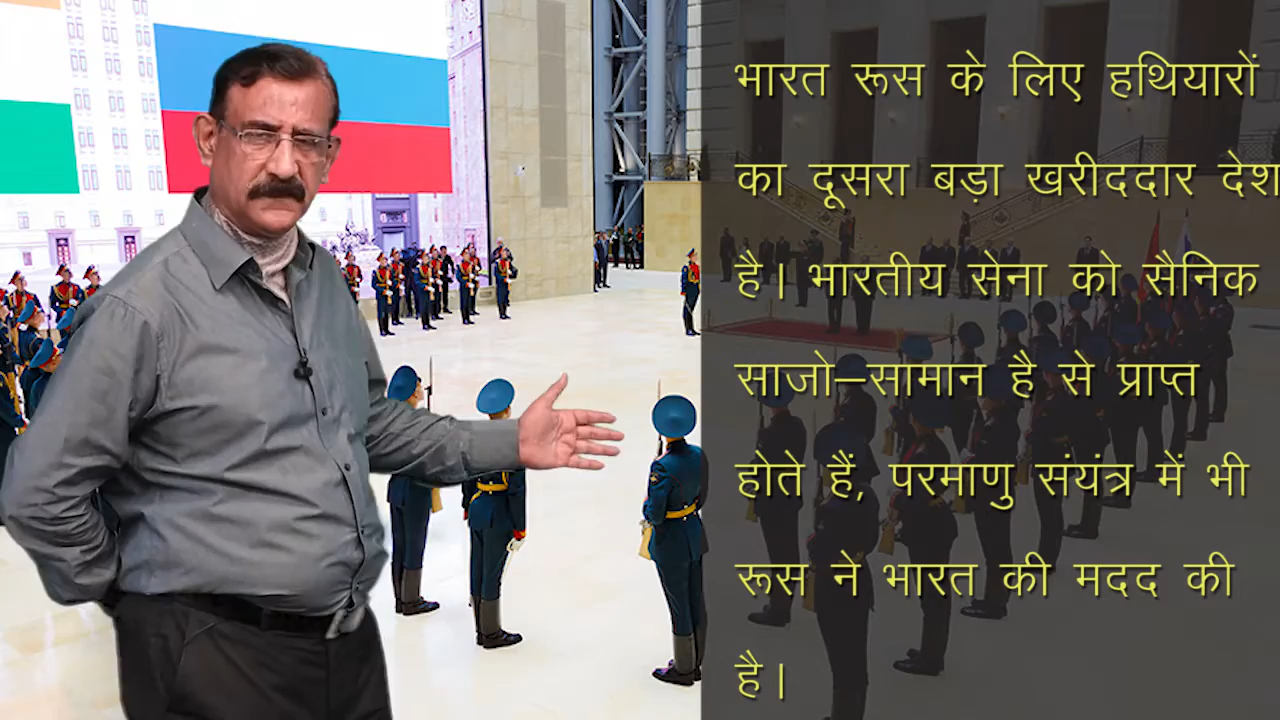 भारत रूस के लिए हथियारों
का दूसरा बड़ा खरीददार देश
है। भारतीय सेना को सैनिक
साजो–सामान है से प्राप्त
होते हैं, परमाणु संयंत्र में भी
रूस ने भारत की मदद की
है।